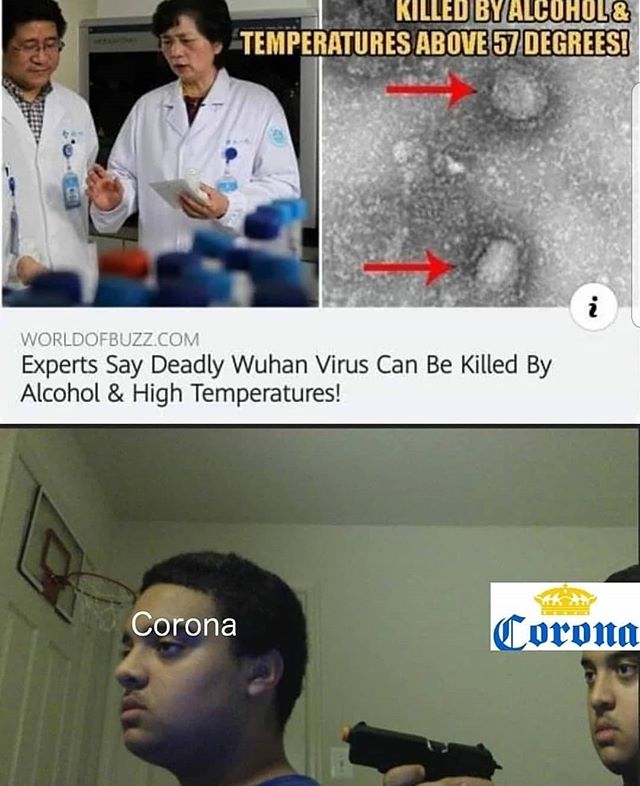 KILLED BY ALCOHOL &
TEMPERATURES ABOVE 57 DEGREES!
i
WORLDOFBUZZ.COM
Experts Say Deadly Wuhan Virus Can Be Killed By
Alcohol & High Temperatures!
Corona
Corona